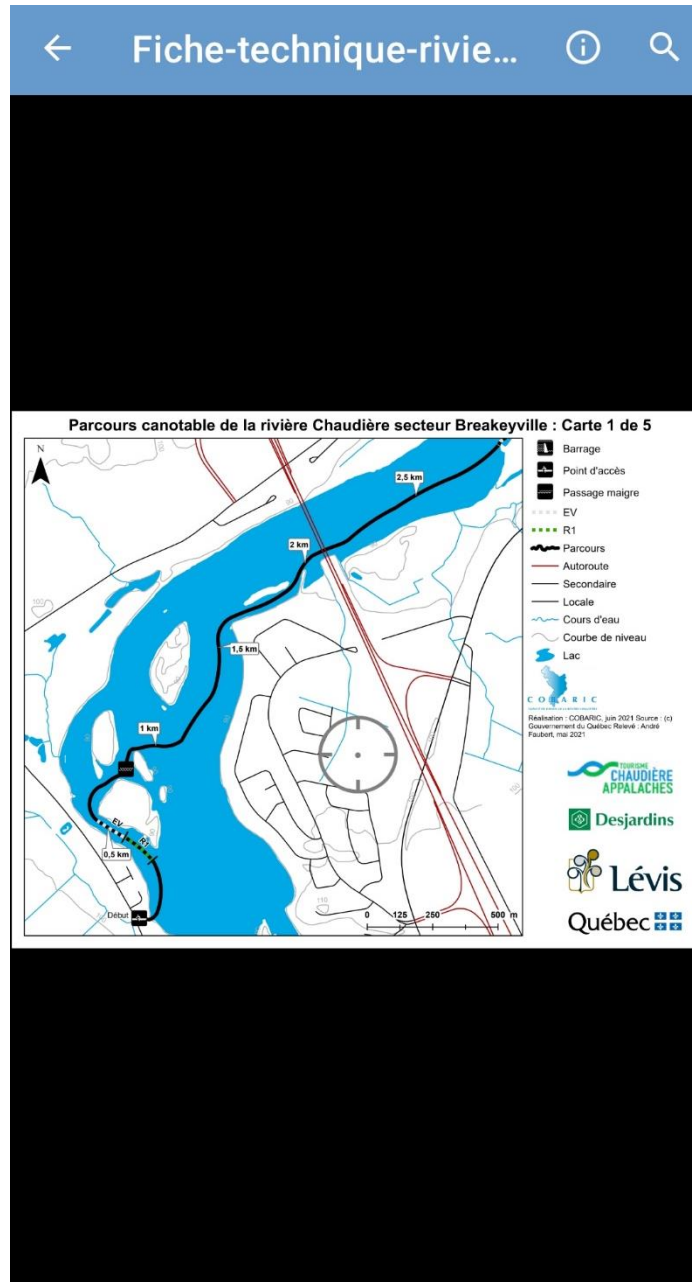 Fiche-technique-rivie...
Parcours canotable de la rivière Chaudière secteur Breakeyville : Carte 1 de 5
N
2,5 km
2 km
1,5 km
1 km
EV
R1
0,5 km
Début
0 125 250 500 m
Barrage
Point d'accès
Passage maigre
EV
R1
Parcours
Autoroute
Secondaire
Locale
Cours d'eau
Courbe de niveau
Lac
COBARIC
Réalisation : COBARIC, juin 2021 Source : (c)
Gouvernement du Québec Relevé : André
Faubert, mai 2021
TOURISME
CHAUDIÈRE
APPALACHES
Desjardins
Lévis
Québec